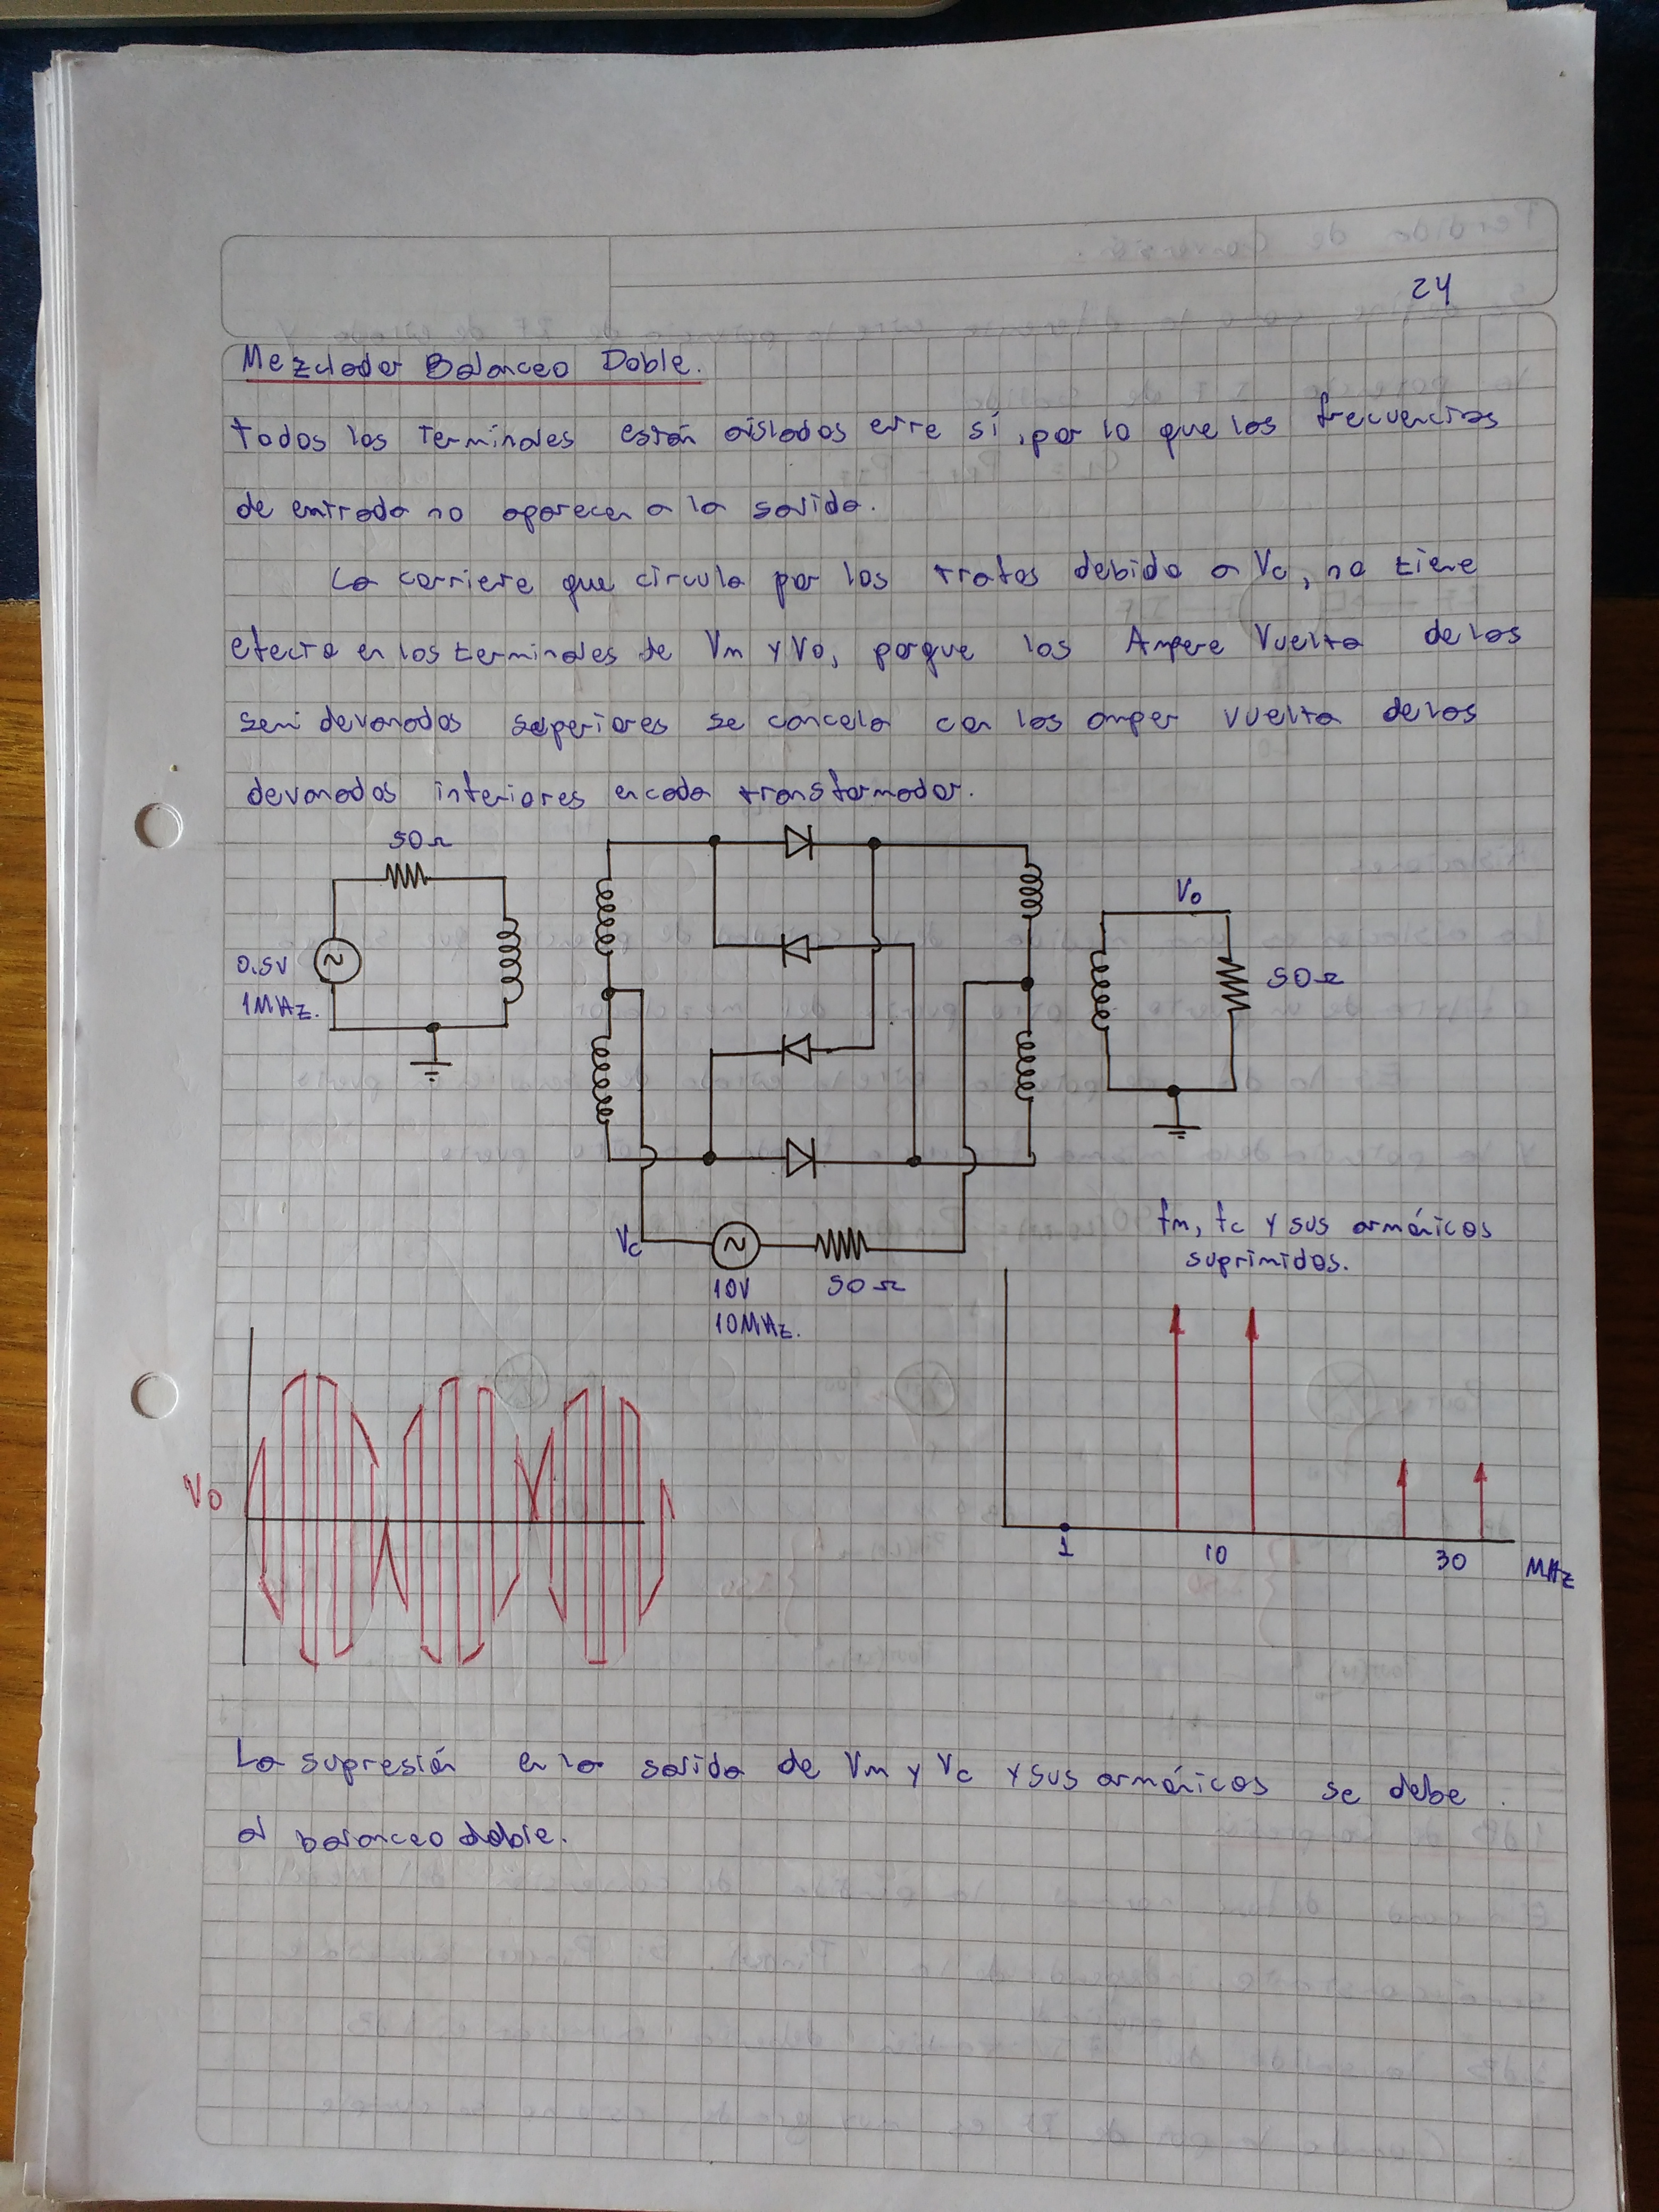 24
Mezclador Balanceo Doble.
Todos los Terminales están aislados entre sí, por lo que las frecuencias
de entrada no aparecen a la salida.
La corriente que circula por los tratos debido a Vc, no tiene
efecto en los terminales de Vm y Vo, porque los Ampere Vuelta de los
semi devanados superiores se cancela con los amper vuelta de los
devanados inferiores en cada transformador.
50Ω
Vo
0.5V
1MHz.
50Ω
Vc
10V
10MHz.
50Ω
fm, fc y sus armónicos
suprimidos.
Vo
1 10 30 MHz
La supresión en la salida de Vm y Vc y sus armónicos se debe
al balanceo doble.